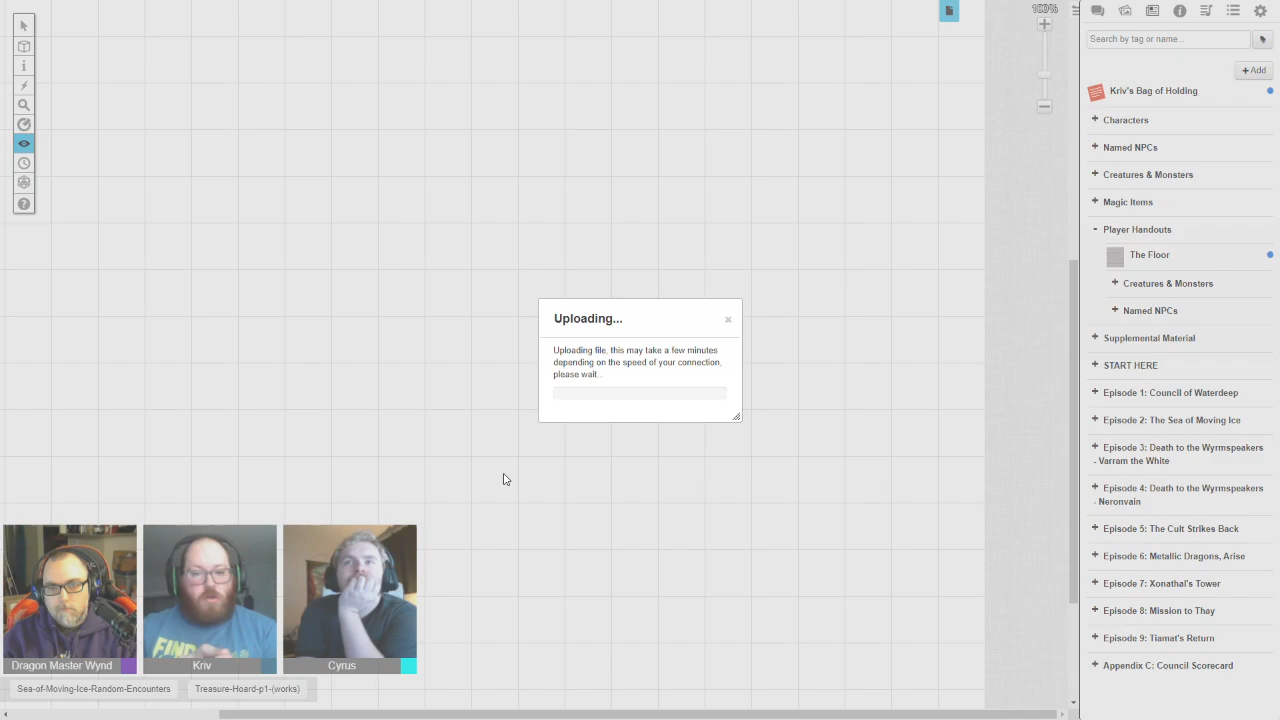 100%
Search by tag or name...
+ Add
Kriv's Bag of Holding
+ Characters
+ Named NPCs
+ Creatures & Monsters
+ Magic Items
- Player Handouts
The Floor
+ Creatures & Monsters
+ Named NPCs
+ Supplemental Material
+ START HERE
+ Episode 1: Council of Waterdeep
+ Episode 2: The Sea of Moving Ice
+ Episode 3: Death to the Wyrmspeakers
- Varram the White
+ Episode 4: Death to the Wyrmspeakers
- Neronvain
+ Episode 5: The Cult Strikes Back
+ Episode 6: Metallic Dragons, Arise
+ Episode 7: Xonathal's Tower
+ Episode 8: Mission to Thay
+ Episode 9: Tiamat's Return
+ Appendix C: Council Scorecard
Uploading...
Uploading file, this may take a few minutes
depending on the speed of your connection,
please wait...
FIND
Dragon Master Wynd
Kriv
Cyrus
Sea-of-Moving-Ice-Random-Encounters
Treasure-Hoard-p1-(works)